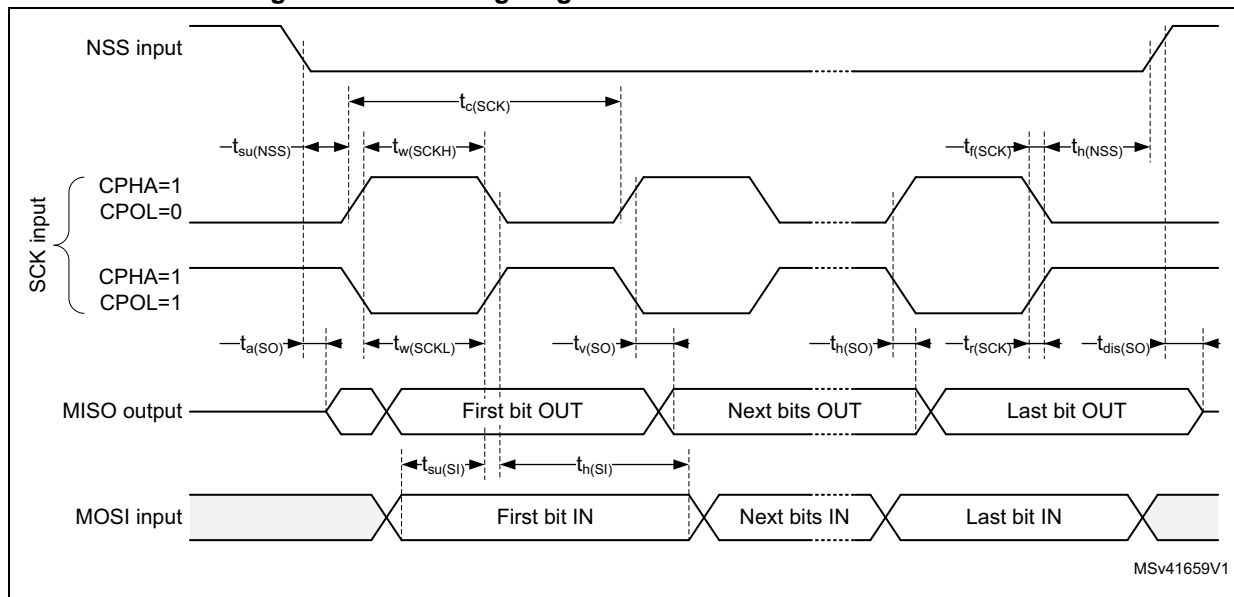 NSS input
tc(SCK)
tsu(NSS) tw(SCKH) tf(SCK) th(NSS)
SCK input
CPHA=1
CPOL=0
CPHA=1
CPOL=1
ta(SO) tw(SCKL) tv(SO) th(SO) tr(SCK) tdis(SO)
MISO output First bit OUT Next bits OUT Last bit OUT
tsu(SI) th(SI)
MOSI input First bit IN Next bits IN Last bit IN
MSv41659V1